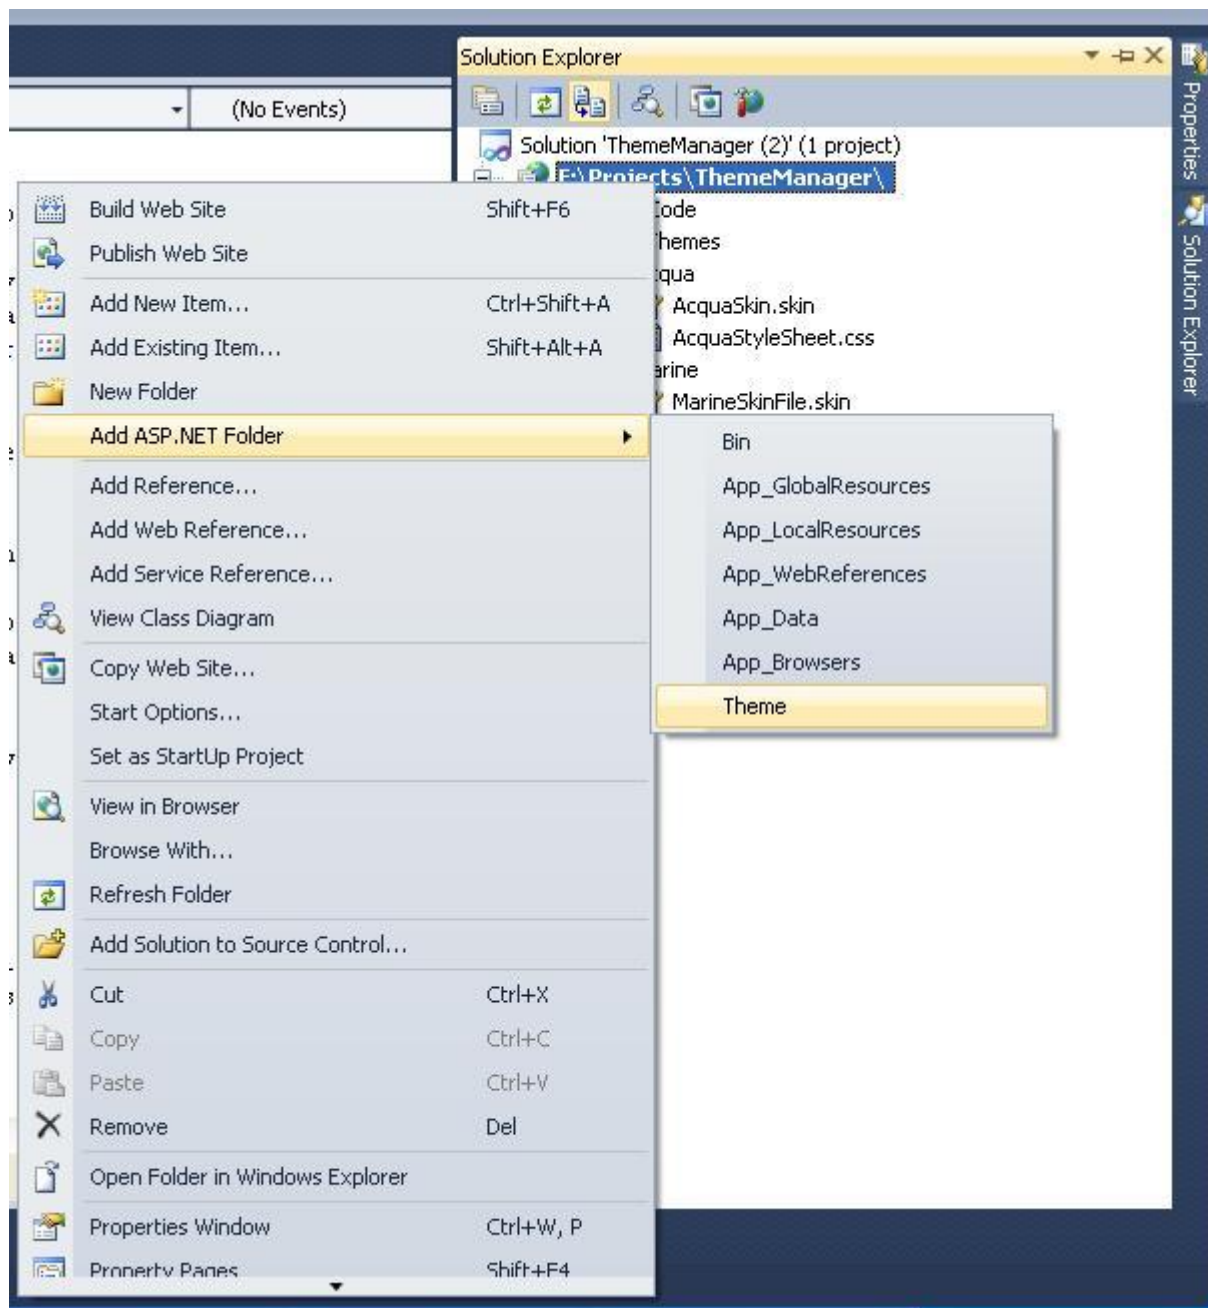 Solution Explorer
(No Events)
Solution 'ThemeManager (2)' (1 project)
F:\Projects\ThemeManager\
Build Web Site Shift+F6
Publish Web Site
Add New Item... Ctrl+Shift+A
Add Existing Item... Shift+Alt+A
New Folder
Add ASP.NET Folder
Add Reference...
Add Web Reference...
Add Service Reference...
View Class Diagram
Copy Web Site...
Start Options...
Set as StartUp Project
View in Browser
Browse With...
Refresh Folder
Add Solution to Source Control...
Cut Ctrl+X
Copy Ctrl+C
Paste Ctrl+V
Remove Del
Open Folder in Windows Explorer
Properties Window Ctrl+W, P
Property Pages Shift+F4
ode
hemes
qua
AcquaSkin.skin
AcquaStyleSheet.css
arine
MarineSkinFile.skin
Bin
App_GlobalResources
App_LocalResources
App_WebReferences
App_Data
App_Browsers
Theme
Properties
Solution Explorer